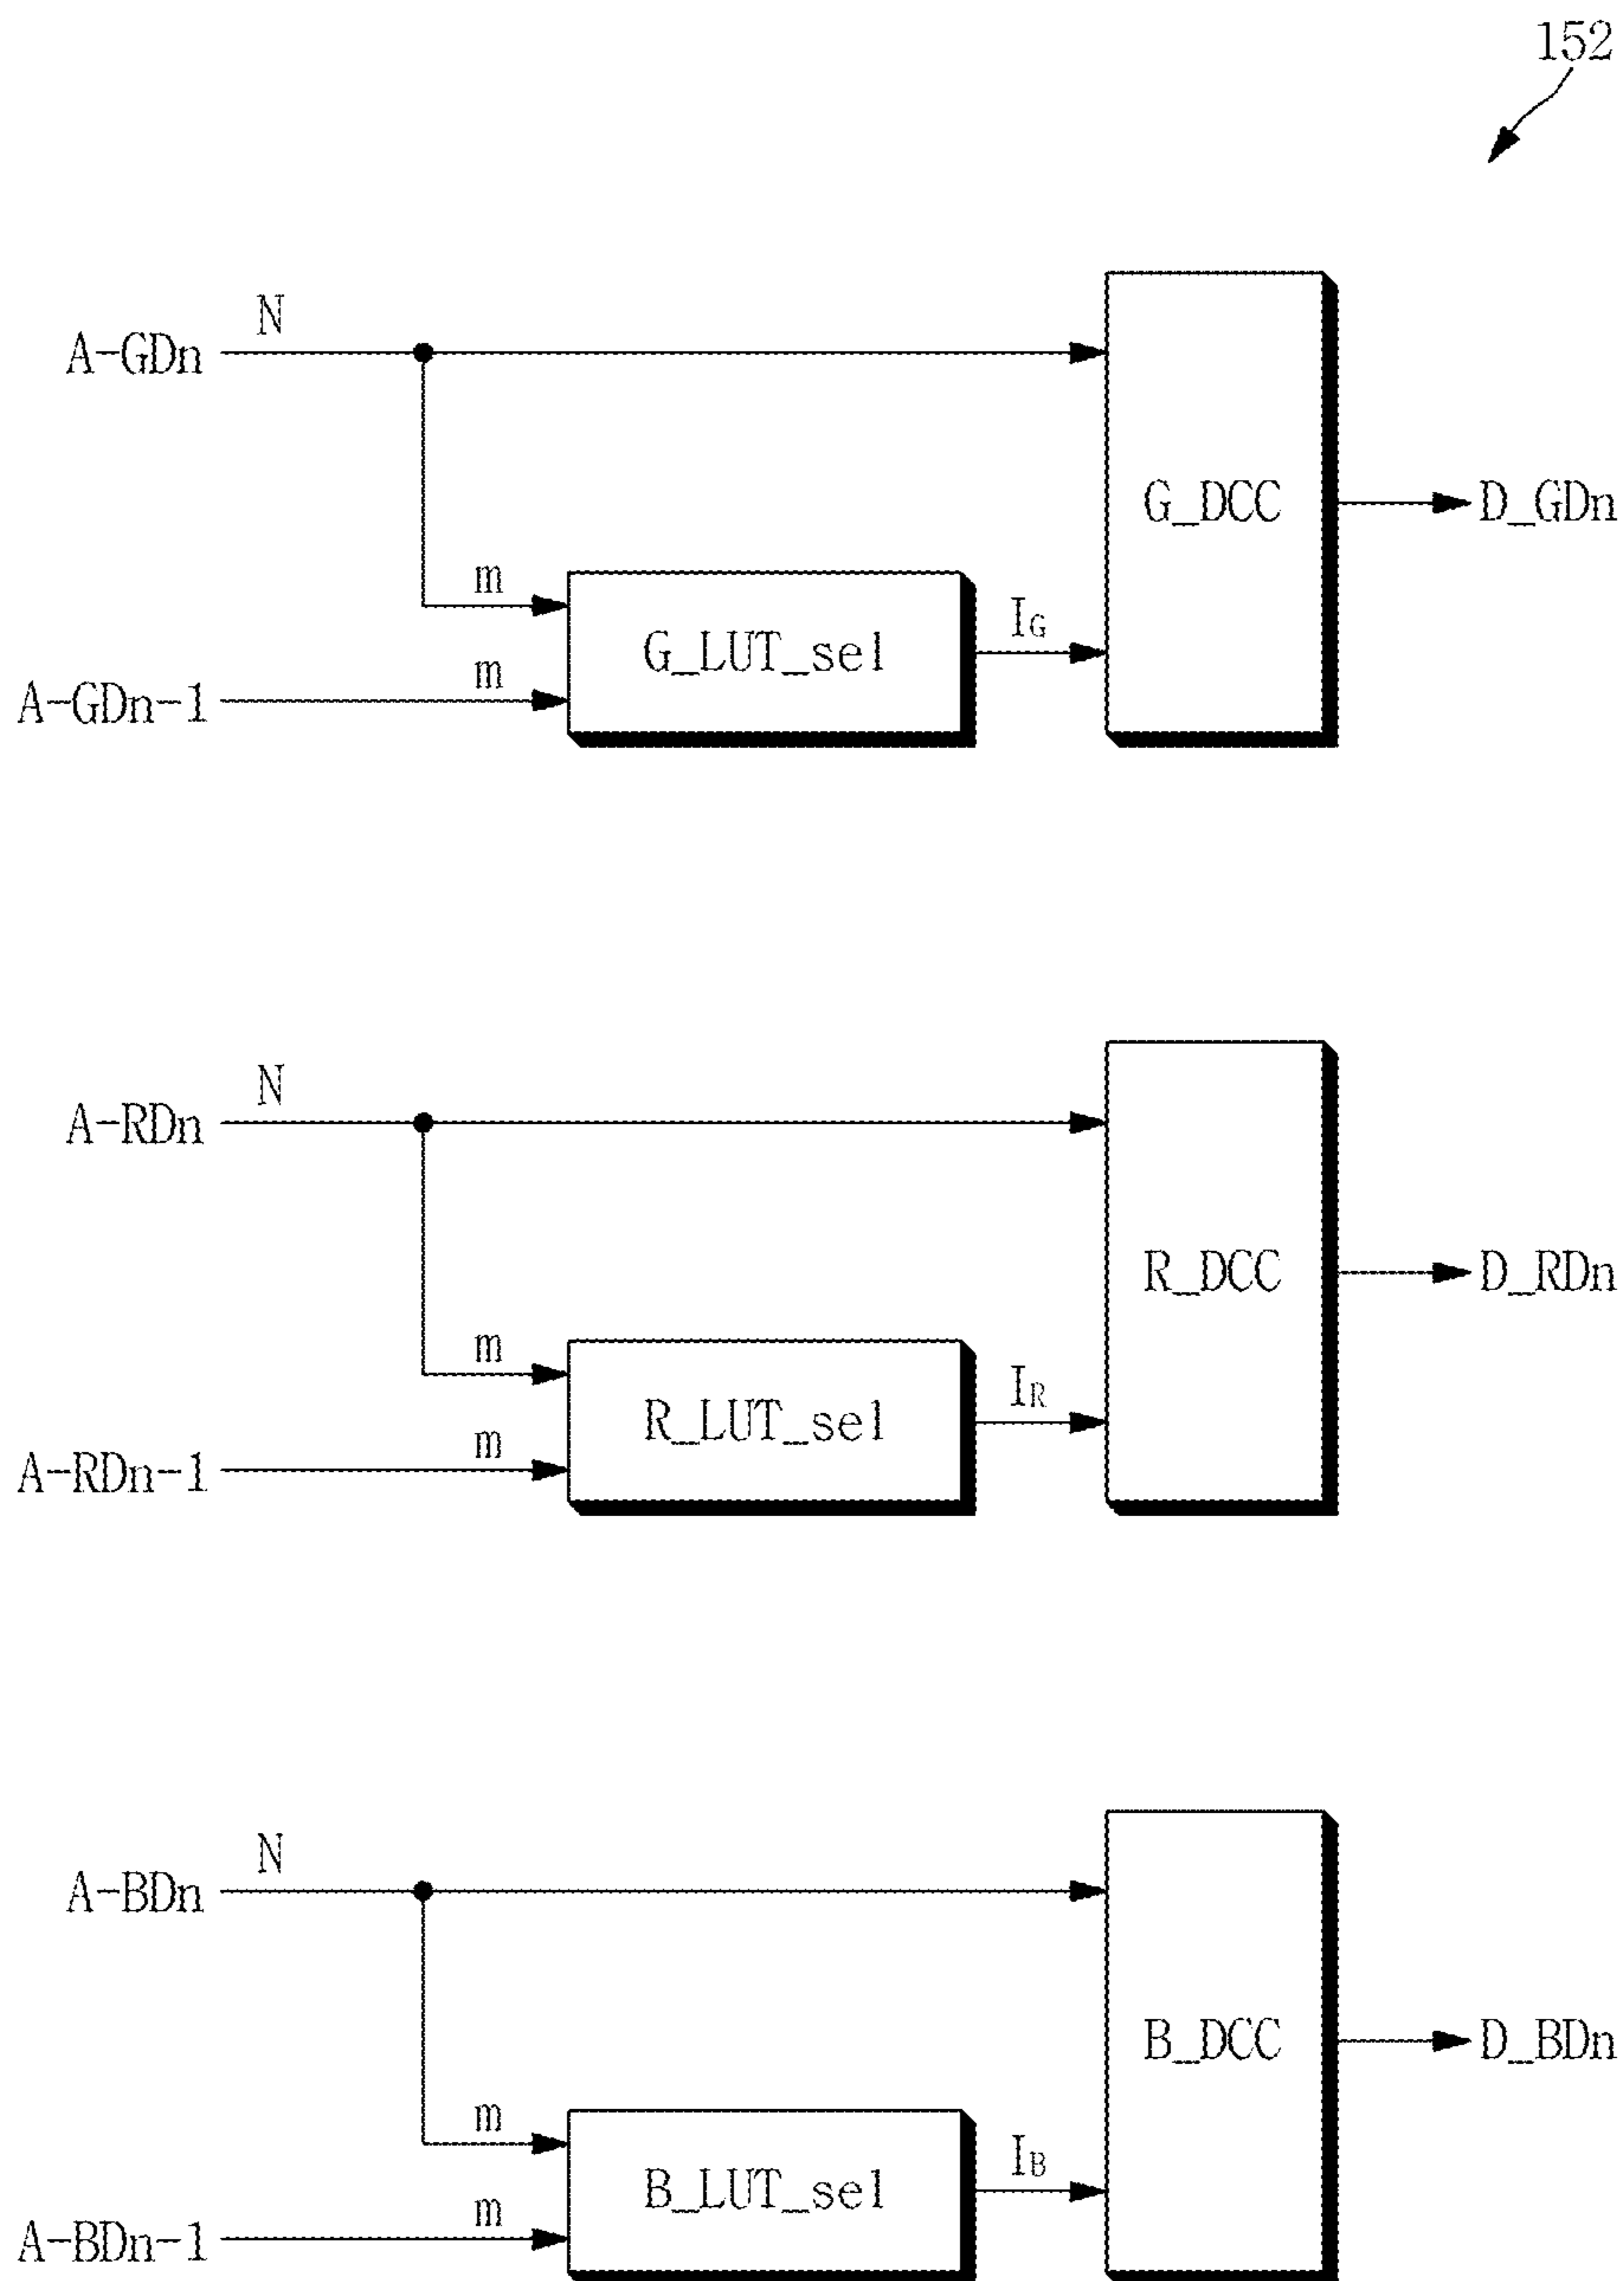 152
N
A-GDn
G_DCC
D_GDn
m
IG
G_LUT_sel
m
A-GDn-1
N
A-RDn
R_DCC
D_RDn
m
IR
R_LUT_sel
m
A-RDn-1
N
A-BDn
B_DCC
D_BDn
m
IB
B_LUT_sel
m
A-BDn-1